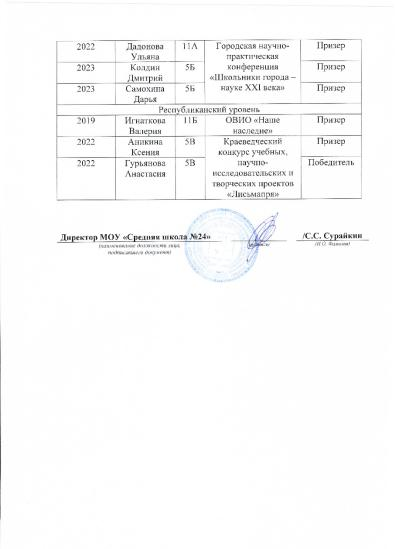 2022 Дадонова Ульяна 11А Городская научно-практическая конференция «Школьники города – науке XXI века» Призер
2023 Колдин Дмитрий 5Б Призер
2023 Самохина Дарья 5Б Призер
Республиканский уровень
2019 Игнаткова Валерия 11Б ОВИО «Наше наследие» Призер
2022 Аникина Ксения 5В Краеведческий конкурс учебных, научно-исследовательских и творческих проектов «Лисьмапря» Призер
2022 Гурьянова Анастасия 5В Победитель
Директор МОУ «Средняя школа №24» /С.С. Сурайкин
(наименование должности лица, подписавшего документ) (подпись) (И.О. Фамилия)